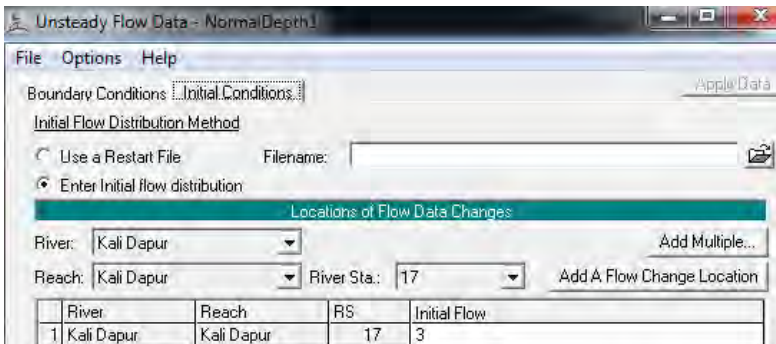 Unsteady Flow Data - NormalDepth1
File Options Help
Boundary Conditions Initial Conditions
Apply Data
Initial Flow Distribution Method
Use a Restart File Filename:
Enter Initial flow distribution
Locations of Flow Data Changes
River: Kali Dapur Add Multiple...
Reach: Kali Dapur River Sta.: 17 Add A Flow Change Location
River Reach RS Initial Flow
1 Kali Dapur Kali Dapur 17 3